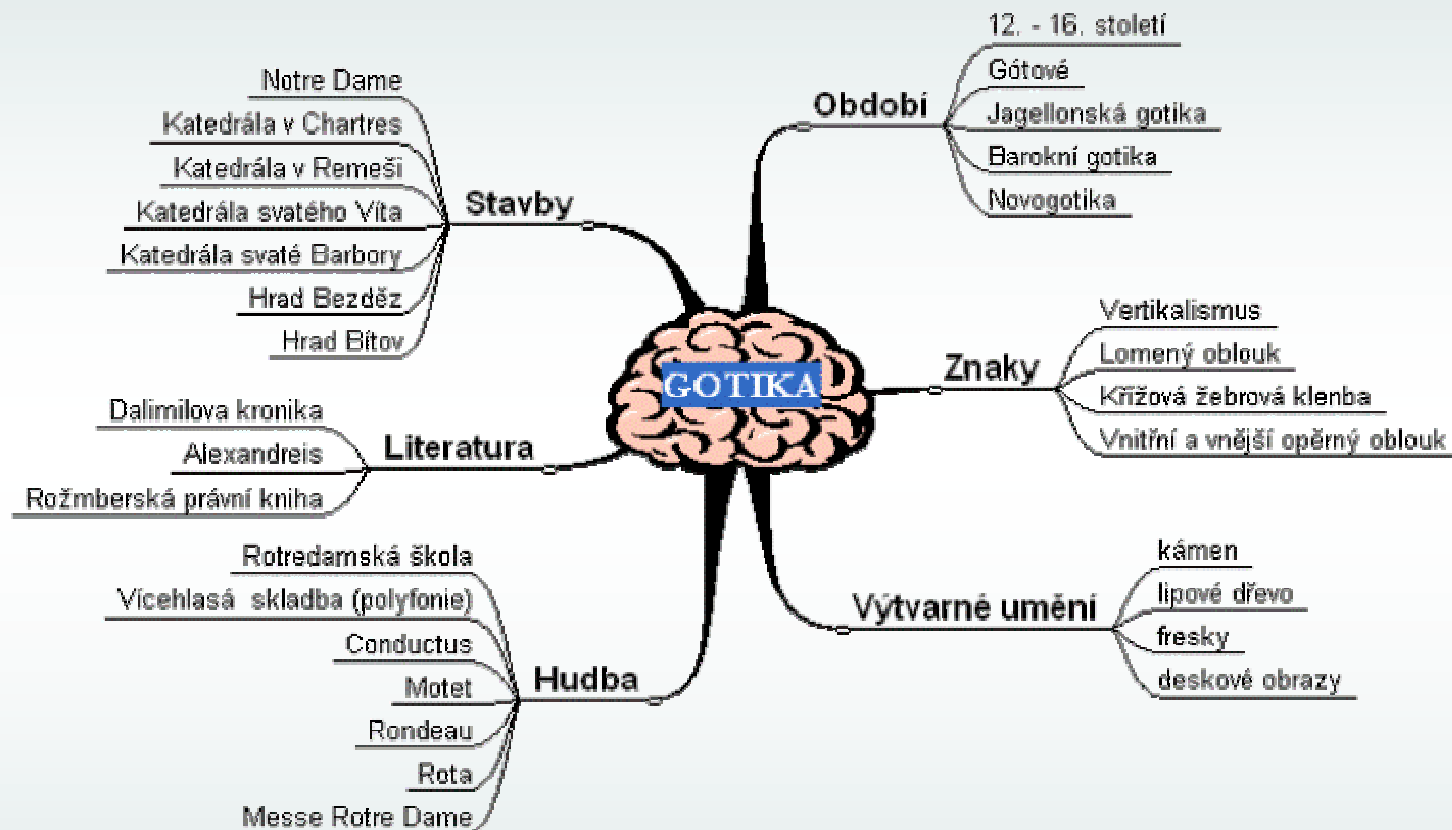 GOTIKA
Období
12. - 16. století
Gótové
Jagellonská gotika
Barokní gotika
Novogotika
Znaky
Vertikalismus
Lomený oblouk
Křížová žebrová klenba
Vnitřní a vnější opěrný oblouk
Výtvarné umění
kámen
lipové dřevo
fresky
deskové obrazy
Stavby
Notre Dame
Katedrála v Chartres
Katedrála v Remeši
Katedrála svatého Víta
Katedrála svaté Barbory
Hrad Bezděz
Hrad Bítov
Literatura
Dalimilova kronika
Alexandreis
Rožmberská právní kniha
Hudba
Rotredamská škola
Vícehlasá skladba (polyfonie)
Conductus
Motet
Rondeau
Rota
Messe Rotre Dame